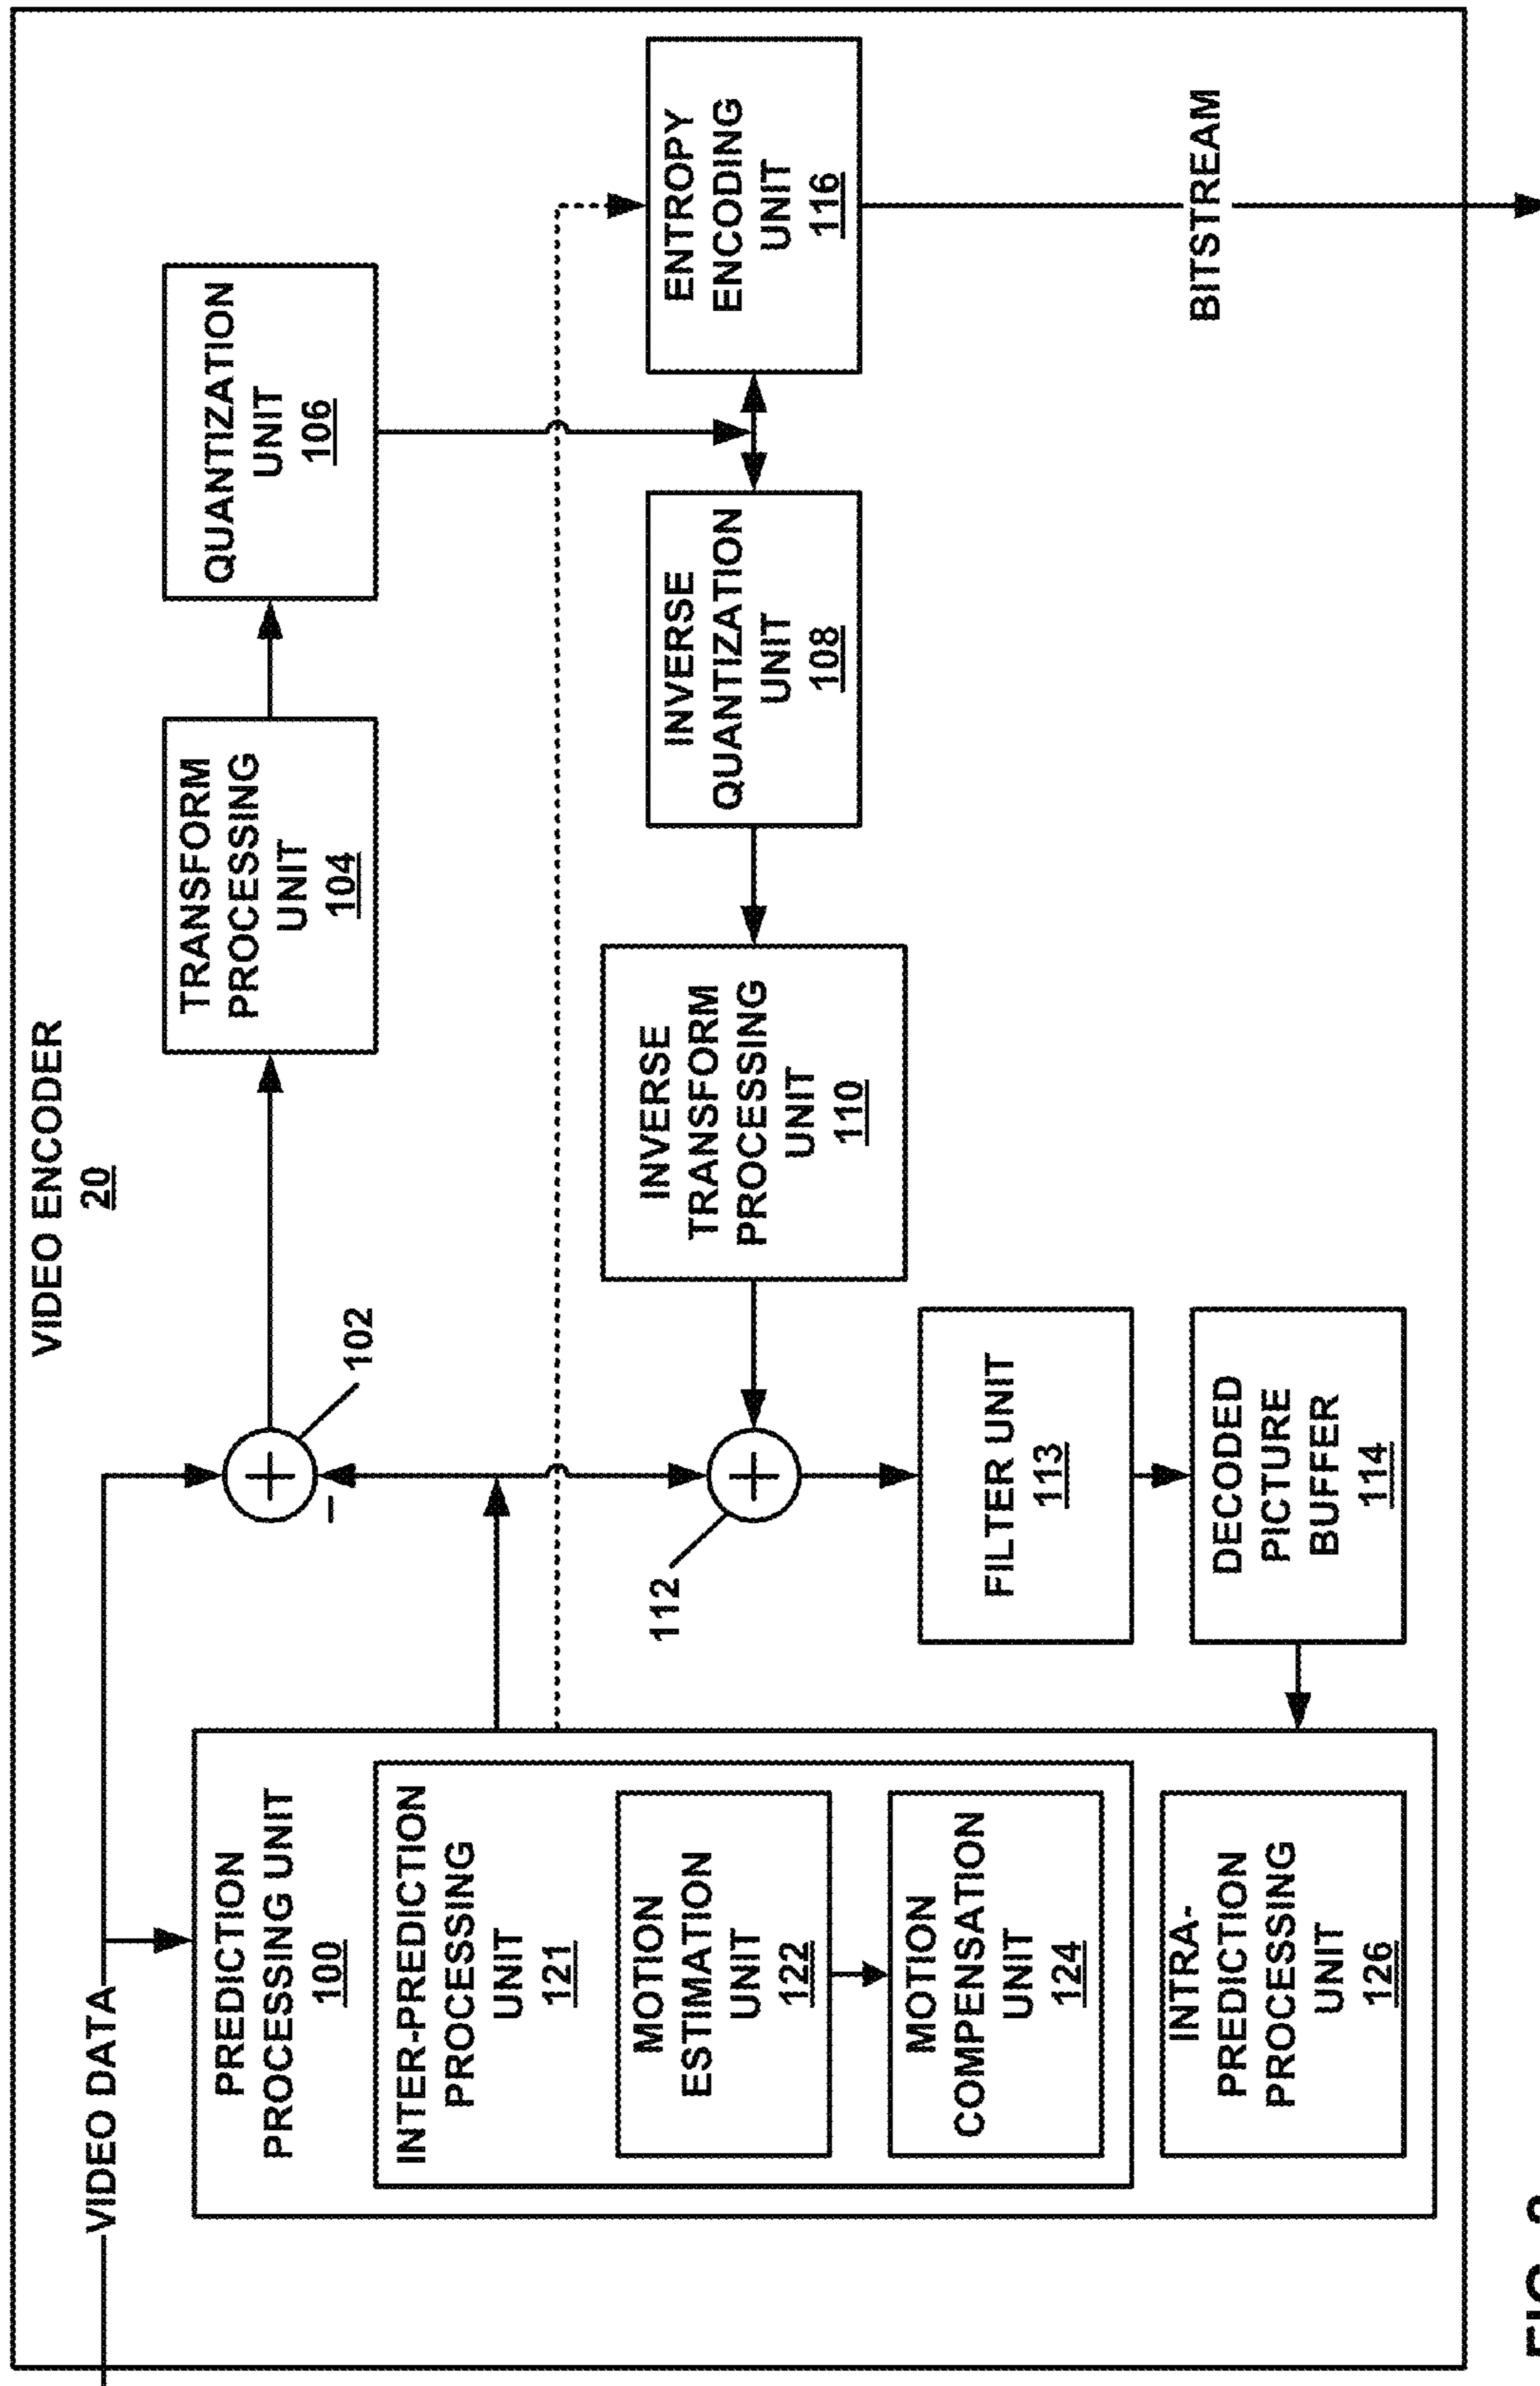 VIDEO ENCODER
20
VIDEO DATA
PREDICTION
PROCESSING UNIT
100
INTER-PREDICTION
PROCESSING
UNIT
121
MOTION
ESTIMATION
UNIT
122
MOTION
COMPENSATION
UNIT
124
INTRA-
PREDICTION
PROCESSING
UNIT
126
102
TRANSFORM
PROCESSING
UNIT
104
QUANTIZATION
UNIT
106
112
INVERSE
TRANSFORM
PROCESSING
UNIT
110
INVERSE
QUANTIZATION
UNIT
108
ENTROPY
ENCODING
UNIT
116
FILTER UNIT
113
DECODED
PICTURE
BUFFER
114
BITSTREAM
FIG.